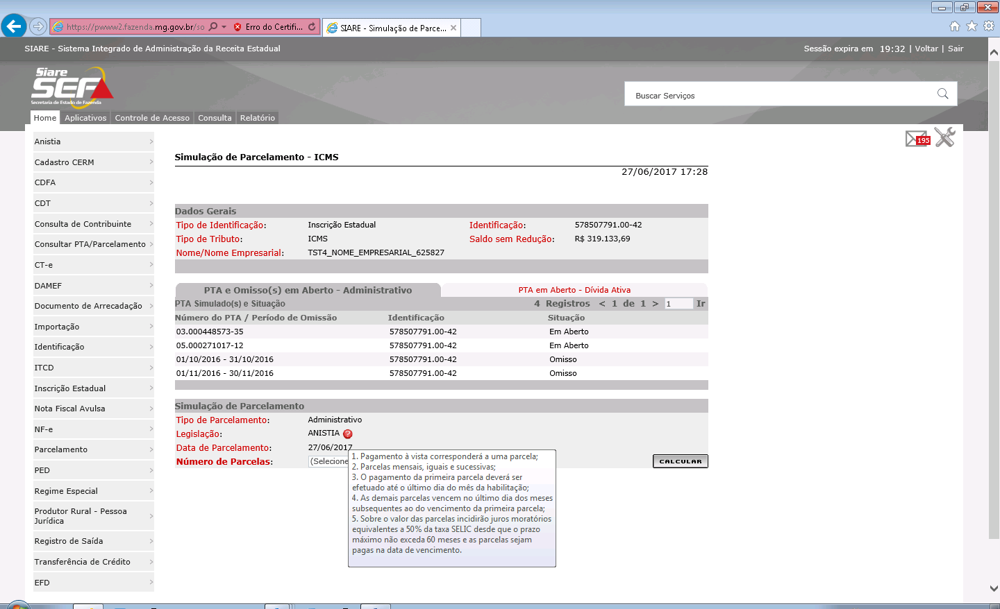 https://pwww2.fazenda.mg.gov.br/so
Erro do Certifi...
SIARE - Simulação de Parce...
SIARE - Sistema Integrado de Administração da Receita Estadual
Sessão expira em 19:32 | Voltar | Sair
Siare
SEF
Secretaria de Estado de Fazenda
Buscar Serviços
Home Aplicativos Controle de Acesso Consulta Relatório
195
Anistia
Cadastro CERM
CDFA
CDT
Consulta de Contribuinte
Consultar PTA/Parcelamento
CT-e
DAMEF
Documento de Arrecadação
Importação
Identificação
ITCD
Inscrição Estadual
Nota Fiscal Avulsa
NF-e
Parcelamento
PED
Regime Especial
Produtor Rural - Pessoa
Jurídica
Registro de Saída
Transferência de Crédito
EFD
Simulação de Parcelamento - ICMS
27/06/2017 17:28
Dados Gerais
Tipo de Identificação: Inscrição Estadual Identificação: 578507791.00-42
Tipo de Tributo: ICMS Saldo sem Redução: R$ 319.133,69
Nome/Nome Empresarial: TST4_NOME_EMPRESARIAL_625827
PTA e Omisso(s) em Aberto - Administrativo PTA em Aberto - Dívida Ativa
PTA Simulado(s) e Situação 4 Registros < 1 de 1 > 1 Ir
Número do PTA / Período de Omissão Identificação Situação
03.000448573-35 578507791.00-42 Em Aberto
05.000271017-12 578507791.00-42 Em Aberto
01/10/2016 - 31/10/2016 578507791.00-42 Omisso
01/11/2016 - 30/11/2016 578507791.00-42 Omisso
Simulação de Parcelamento
Tipo de Parcelamento: Administrativo
Legislação: ANISTIA ?
Data de Parcelamento: 27/06/2017
Número de Parcelas: (Selecione CALCULAR
1. Pagamento à vista corresponderá a uma parcela;
2. Parcelas mensais, iguais e sucessivas;
3. O pagamento da primeira parcela deverá ser
efetuado até o último dia do mês da habilitação;
4. As demais parcelas vencem no último dia dos meses
subsequentes ao do vencimento da primeira parcela;
5. Sobre o valor das parcelas incidirão juros moratórios
equivalentes a 50% da taxa SELIC desde que o prazo
máximo não exceda 60 meses e as parcelas sejam
pagas na data de vencimento.